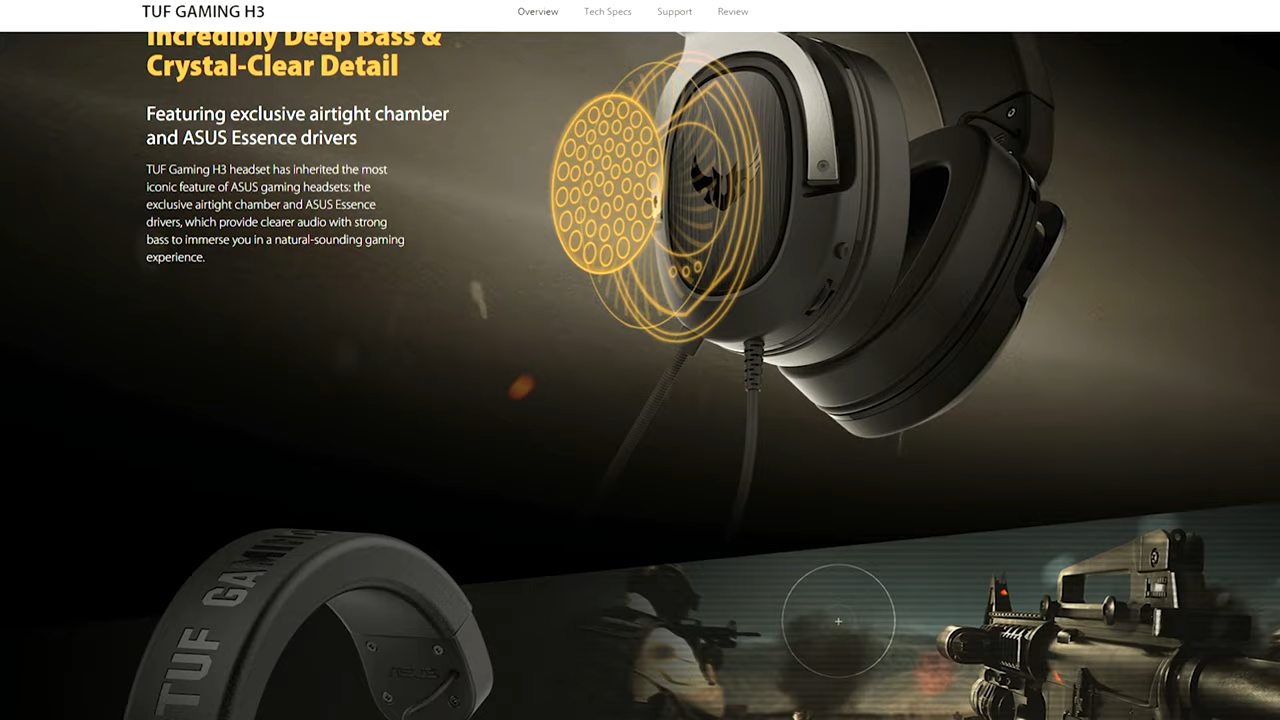 TUF GAMING H3
Overview
Tech Specs
Support
Review
Incredibly Deep Bass &
Crystal-Clear Detail
Featuring exclusive airtight chamber
and ASUS Essence drivers
TUF Gaming H3 headset has inherited the most
iconic feature of ASUS gaming headsets: the
exclusive airtight chamber and ASUS Essence
drivers, which provide clearer audio with strong
bass to immerse you in a natural-sounding gaming
experience.
TUF GAMING
ASUS